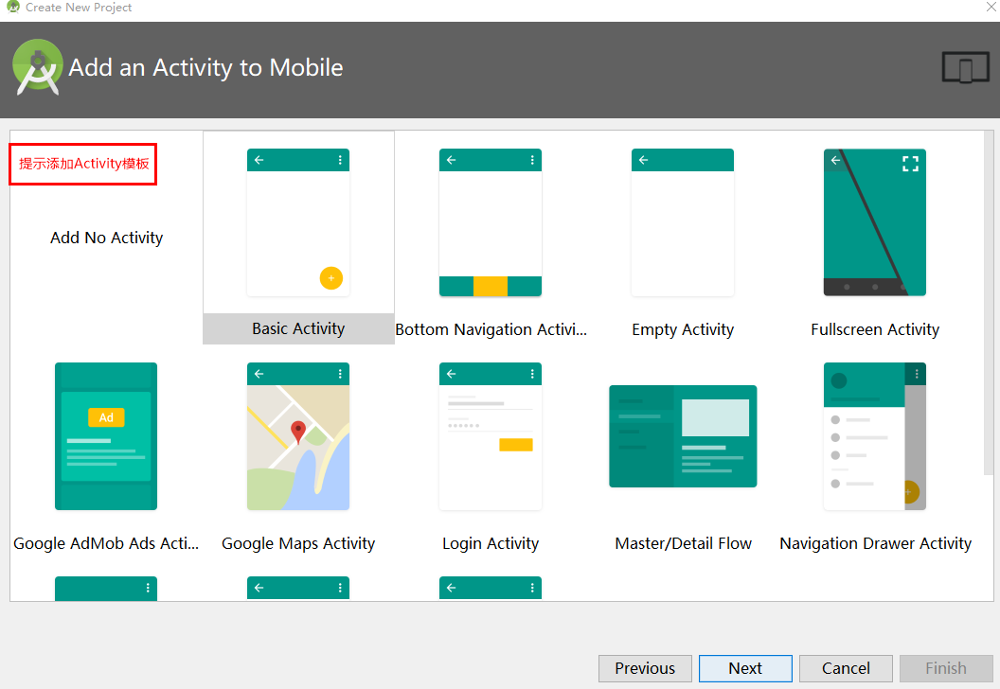 Create New Project
Add an Activity to Mobile
提示添加Activity模板
Add No Activity
Basic Activity
Bottom Navigation Activi...
Empty Activity
Fullscreen Activity
Ad
Google AdMob Ads Acti...
Google Maps Activity
Login Activity
Master/Detail Flow
Navigation Drawer Activity
Previous
Next
Cancel
Finish